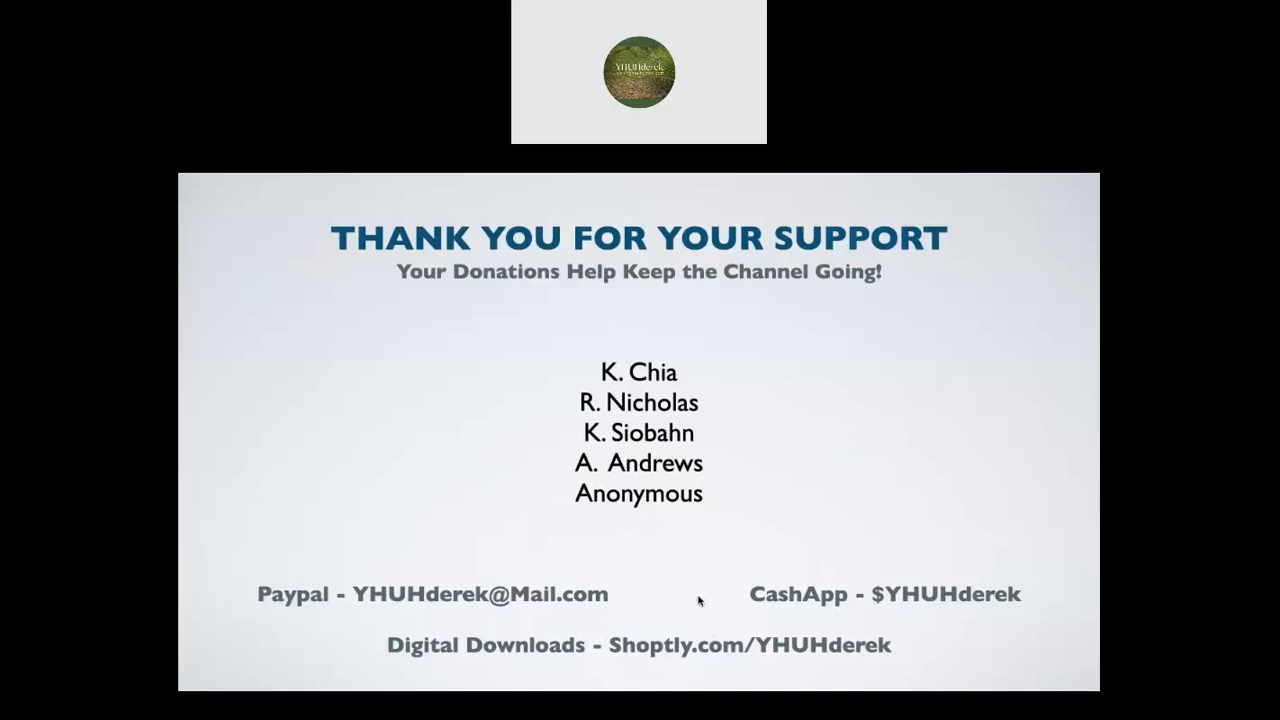 YHUHderek
THANK YOU FOR YOUR SUPPORT
Your Donations Help Keep the Channel Going!
K. Chia
R. Nicholas
K. Siobahn
A. Andrews
Anonymous
Paypal - YHUHderek@Mail.com
CashApp - $YHUHderek
Digital Downloads - Shoptly.com/YHUHderek